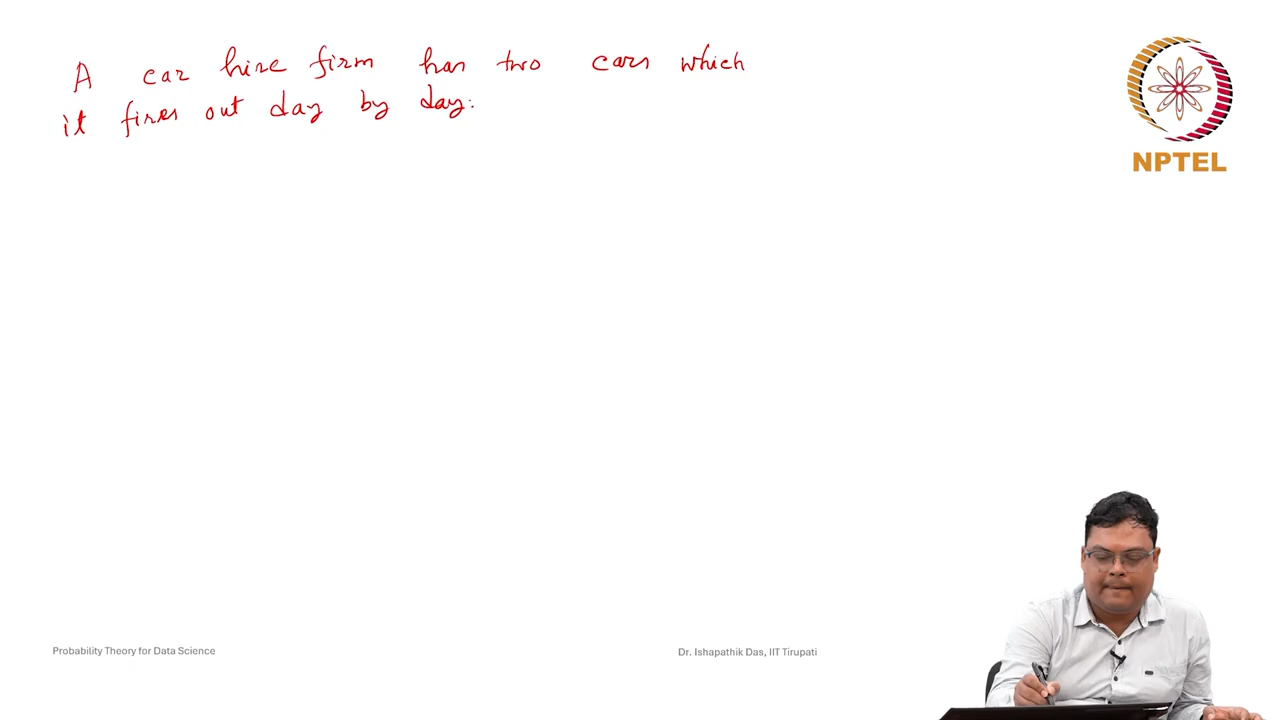 A car hire firm has two cars which
it fires out day by day.
NPTEL
Probability Theory for Data Science
Dr. Ishapathik Das, IIT Tirupati